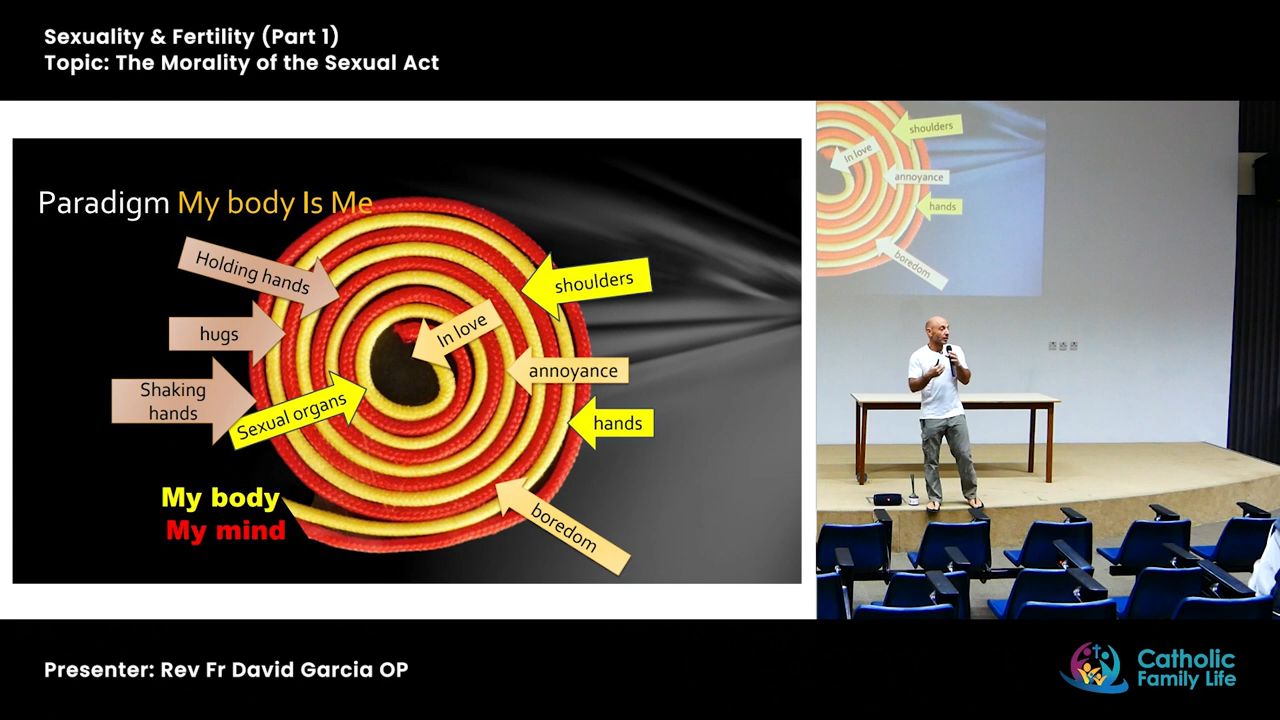 Sexuality & Fertility (Part 1)
Topic: The Morality of the Sexual Act
Paradigm My body Is Me
Holding hands
hugs
Shaking
hands
Sexual organs
In love
shoulders
annoyance
hands
boredom
My body
My mind
shoulders
In love
annoyance
hands
boredom
Presenter: Rev Fr David Garcia OP
Catholic
Family Life